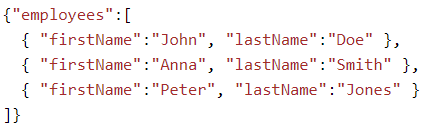 {"employees":[
  { "firstName":"John", "lastName":"Doe" },
  { "firstName":"Anna", "lastName":"Smith" },
  { "firstName":"Peter", "lastName":"Jones" }
]}